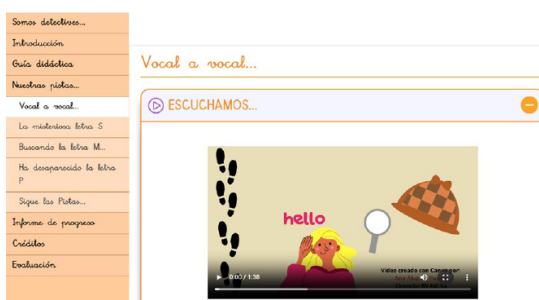 Somos detectives...
Introducción
Guía didáctica
Nuestras pistas...
Vocal a vocal...
La misteriosa letra S
Buscando la letra M...
Ha desaparecido la letra
P
Sigue las Pistas...
Informe de progreso
Créditos
Evaluación
Vocal a vocal...
ESCUCHAMOS...
hello
Video creado con Canva por:
0:00 / 1:38